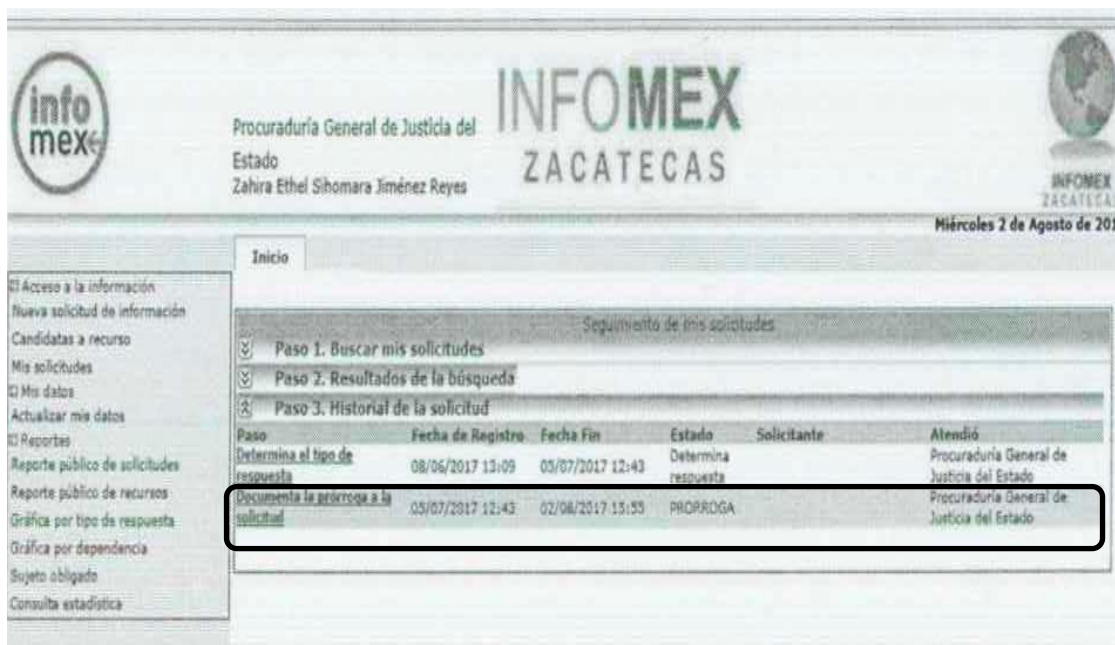 info
mex
Procuraduría General de Justicia del
Estado
Zahira Ethel Sihomara Jiménez Reyes
INFOMEX
ZACATECAS
INFOMEX
ZACATECAS
Miércoles 2 de Agosto de 201
Inicio
Acceso a la información
Nueva solicitud de información
Candidatas a recurso
Mis solicitudes
Mis datos
Actualizar mis datos
Reportes
Reporte público de solicitudes
Reporte público de recursos
Gráfica por tipo de respuesta
Gráfica por dependencia
Sujeto obligado
Consulta estadística
Seguimiento de mis solicitudes
Paso 1. Buscar mis solicitudes
Paso 2. Resultados de la búsqueda
Paso 3. Historial de la solicitud
Paso Fecha de Registro Fecha Fin Estado Solicitante Atendió
Determina el tipo de respuesta 08/06/2017 13:09 05/07/2017 12:43 Determina respuesta Procuraduría General de Justicia del Estado
Documenta la prórroga a la solicitud 05/07/2017 12:43 02/08/2017 15:55 PRORROGA Procuraduría General de Justicia del Estado